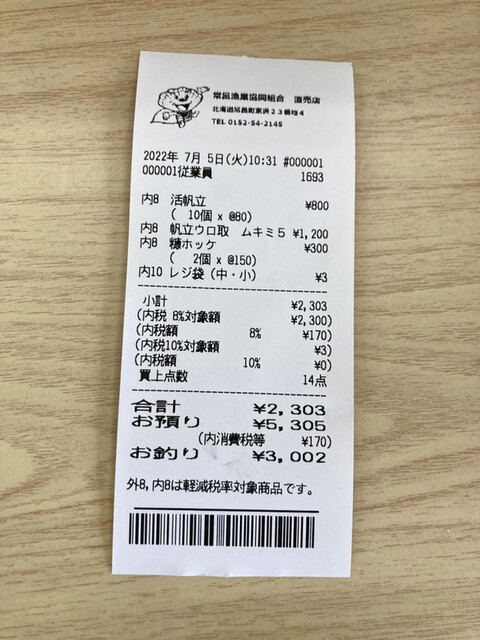 常呂漁業協同組合 直売店
北海道常呂町東浜23番地4
TEL 0152-54-2145
2022年 7月 5日(火)10:31 #000001
000001従業員 1693
内8 活帆立 ¥800
( 10個 x @80)
内8 帆立ウロ取 ムキミ5 ¥1,200
内8 糠ホッケ ¥300
( 2個 x @150)
内10 レジ袋(中・小) ¥3
小計 ¥2,303
(内税 8%対象額 ¥2,300)
(内税額 8% ¥170)
(内税10%対象額 ¥3)
(内税額 10% ¥0)
買上点数 14点
合計 ¥2,303
お預り ¥5,305
(内消費税等 ¥170)
お釣り ¥3,002
外8,内8は軽減税率対象商品です。